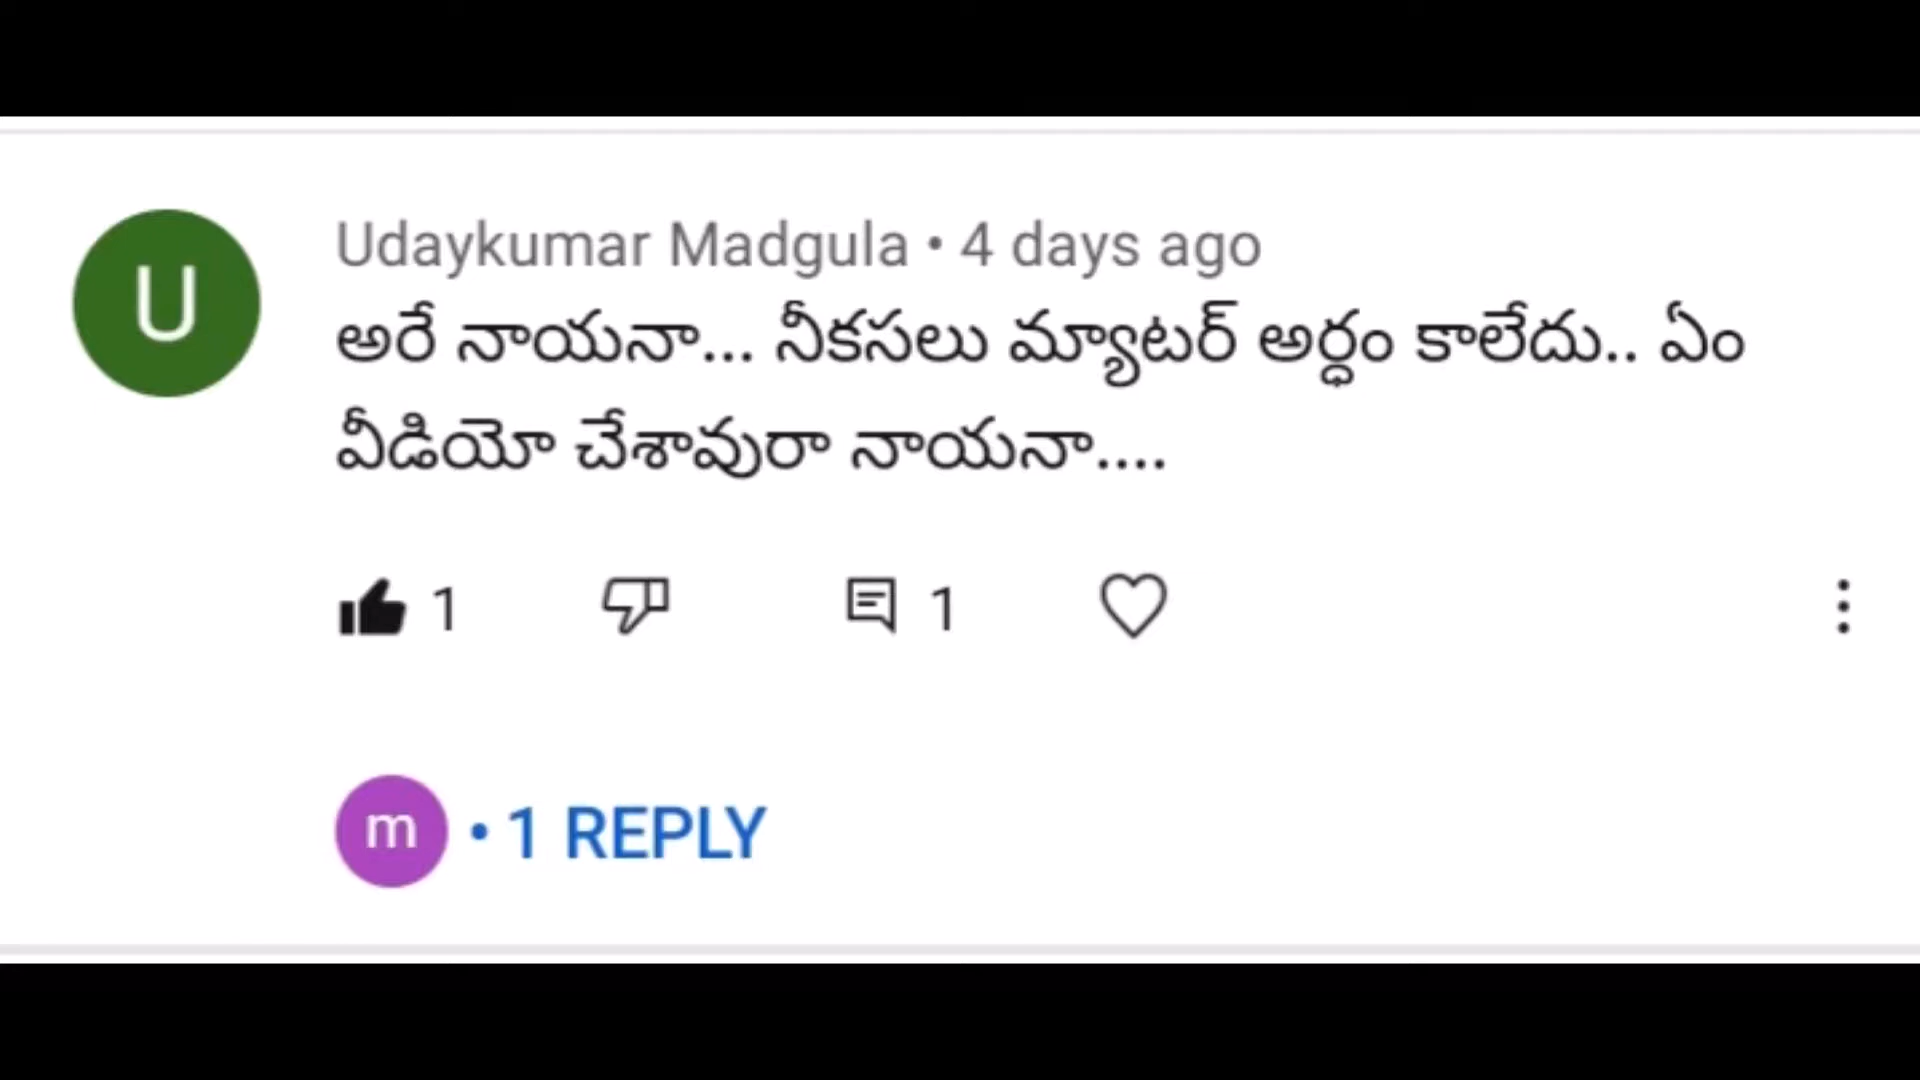 U
Udaykumar Madgula • 4 days ago
అరే నాయనా... నీకసలు మ్యాటర్ అర్ధం కాలేదు.. ఏం
వీడియో చేశావురా నాయనా....
1 1
m • 1 REPLY